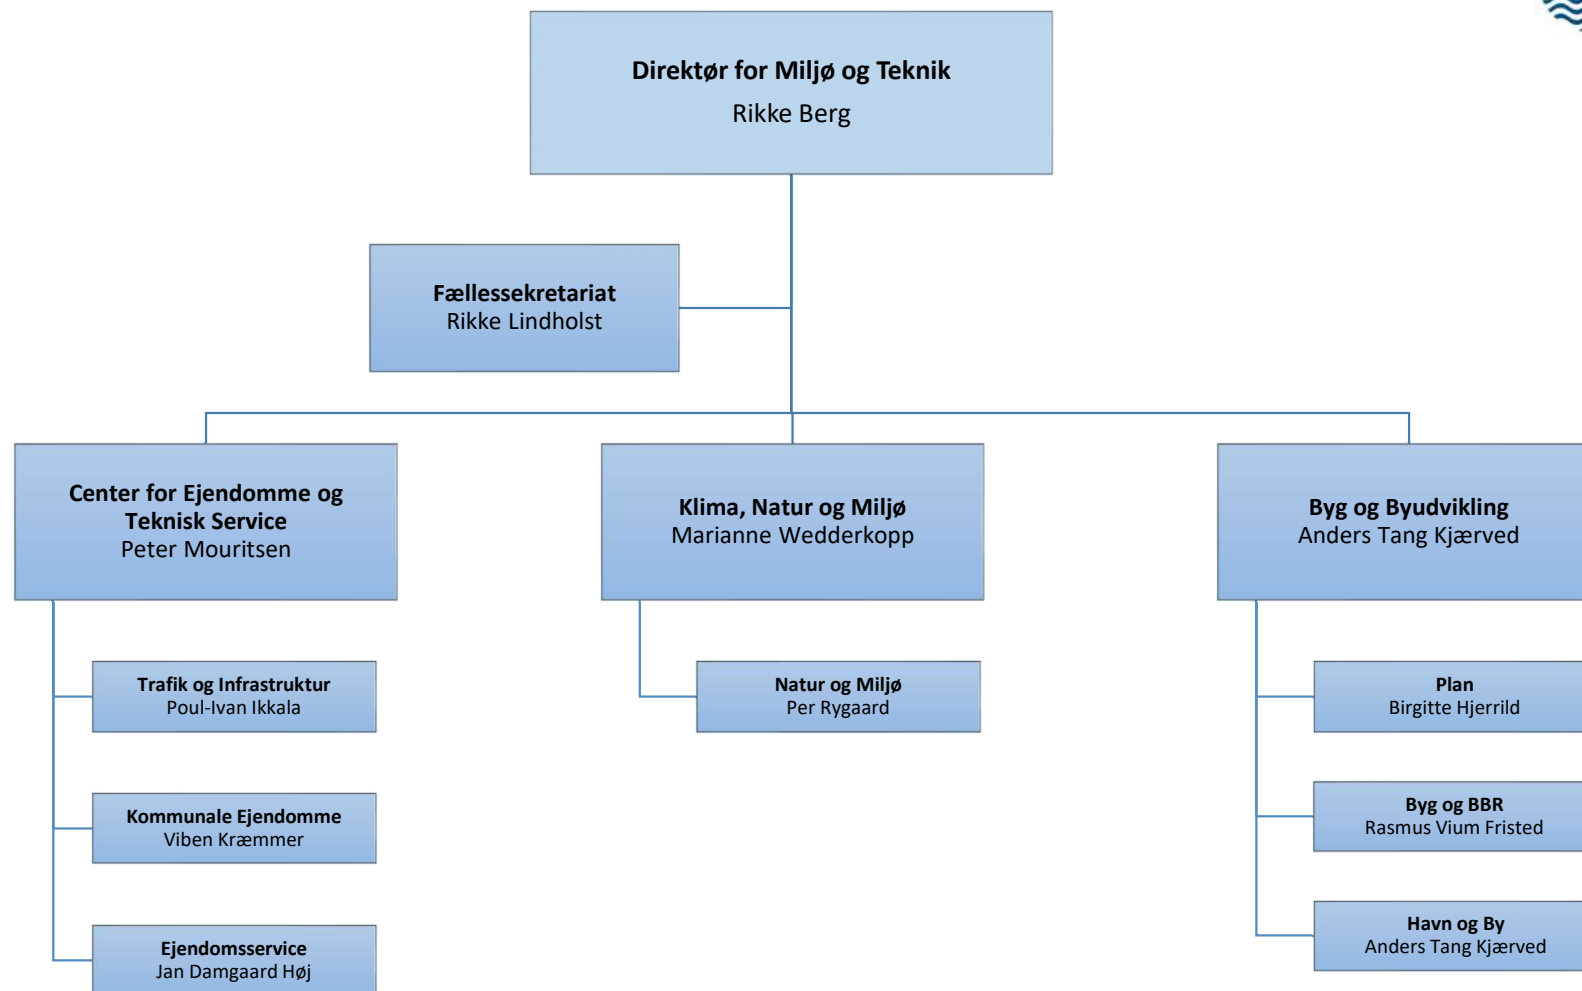 Direktør for Miljø og Teknik
Rikke Berg
Fællessekretariat
Rikke Lindholst
Center for Ejendomme og
Teknisk Service
Peter Mouritsen
Klima, Natur og Miljø
Marianne Wedderkopp
Byg og Byudvikling
Anders Tang Kjærved
Trafik og Infrastruktur
Poul-Ivan Ikkala
Kommunale Ejendomme
Viben Kræmmer
Ejendomsservice
Jan Damgaard Høj
Natur og Miljø
Per Rygaard
Plan
Birgitte Hjerrild
Byg og BBR
Rasmus Vium Fristed
Havn og By
Anders Tang Kjærved